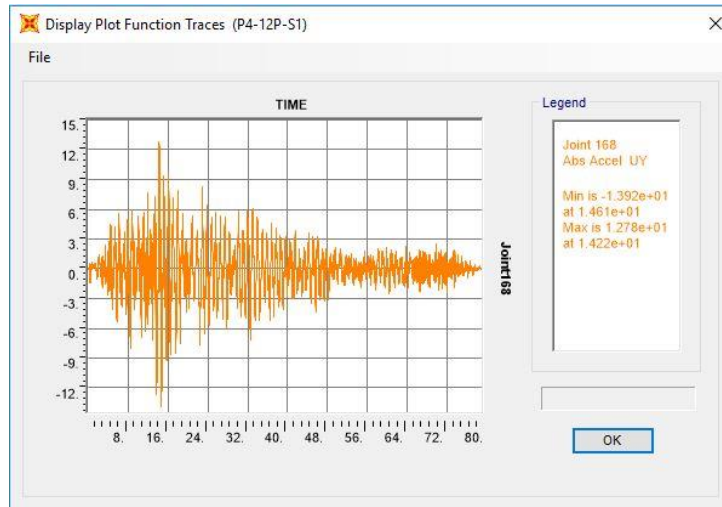 Display Plot Function Traces (P4-12P-S1)
File
TIME
15.
12.
9.
6.
3.
0.
-3.
-6.
-9.
-12.
8. 16. 24. 32. 40. 48. 56. 64. 72. 80.
Joint168
Legend
Joint 168
Abs Accel UY
Min is -1.392e+01
at 1.461e+01
Max is 1.278e+01
at 1.422e+01
OK